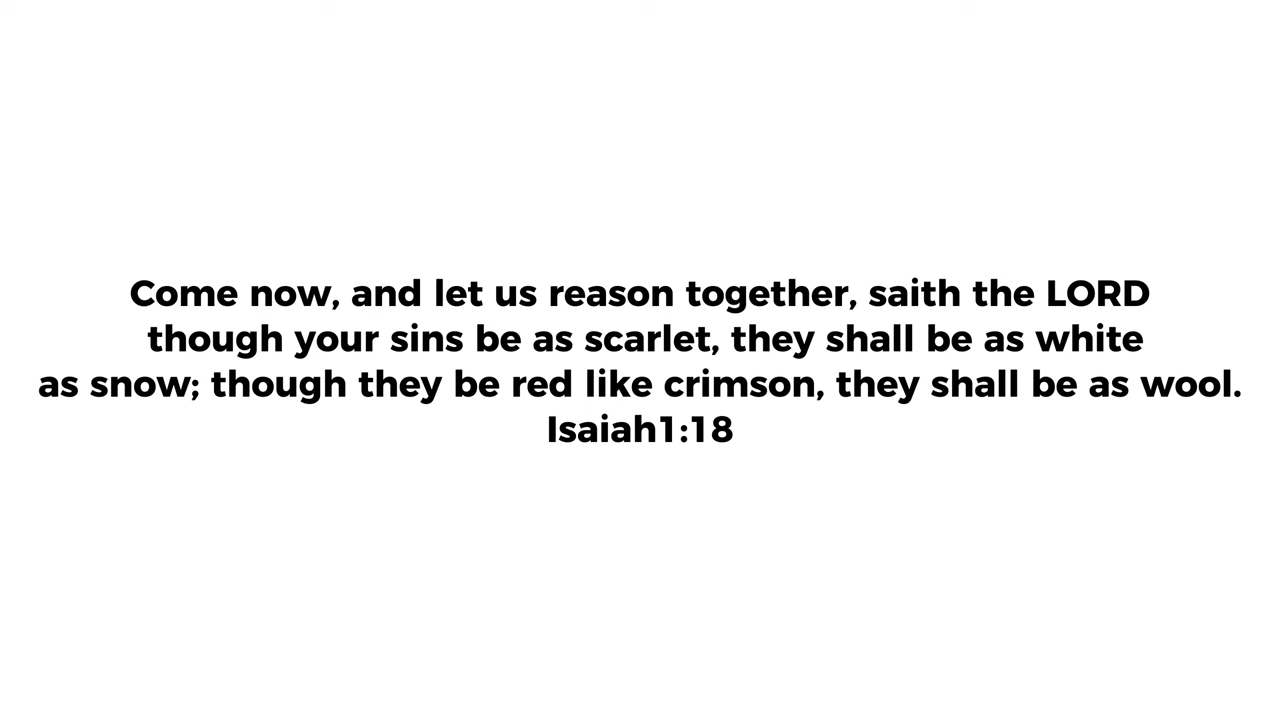 Come now, and let us reason together, saith the LORD
though your sins be as scarlet, they shall be as white
as snow; though they be red like crimson, they shall be as wool.
Isaiah1:18